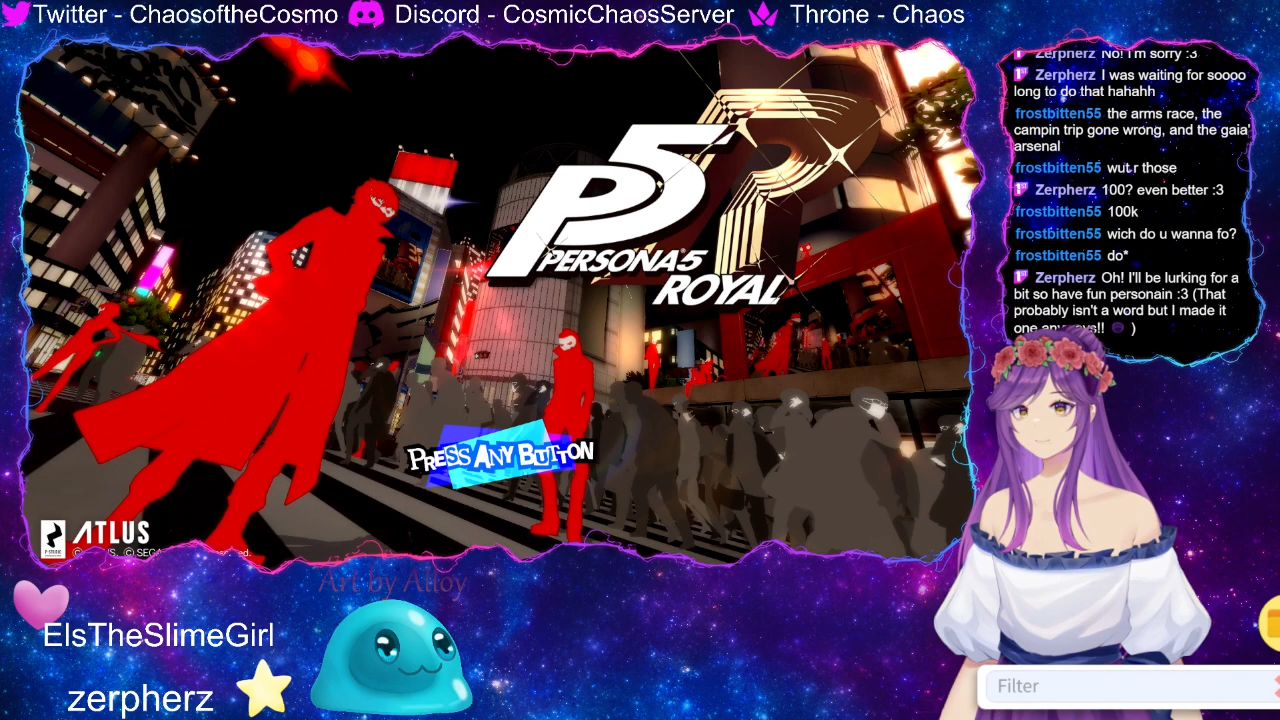 Twitter - ChaosoftheCosmo Discord - CosmicChaosServer Throne - Chaos
P5R
PERSONA5
ROYAL
PRESS ANY BUTTON
ATLUS
Art by Alloy
ElsTheSlimeGirl
zerpherz
Zerpherz No! I'm sorry :3
Zerpherz I was waiting for soooo
long to do that hahahh
frostbitten55 the arms race, the
campin trip gone wrong, and the gaia'
arsenal
frostbitten55 wut r those
Zerpherz 100? even better :3
frostbitten55 100k
frostbitten55 wich do u wanna fo?
frostbitten55 do*
Zerpherz Oh! I'll be lurking for a
bit so have fun personain :3 (That
probably isn't a word but I made it
one anyways!! )
Filter